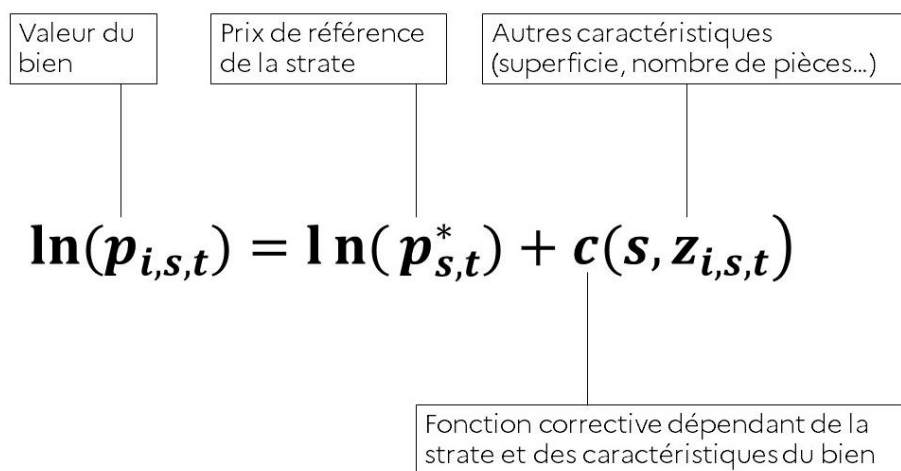 Valeur du
bien
Prix de référence
de la strate
Autres caractéristiques
(superficie, nombre de pièces...)
ln(p_{i,s,t}) = ln(p^*_{s,t}) + c(s, z_{i,s,t})
Fonction corrective dépendant de la
strate et des caractéristiques du bien